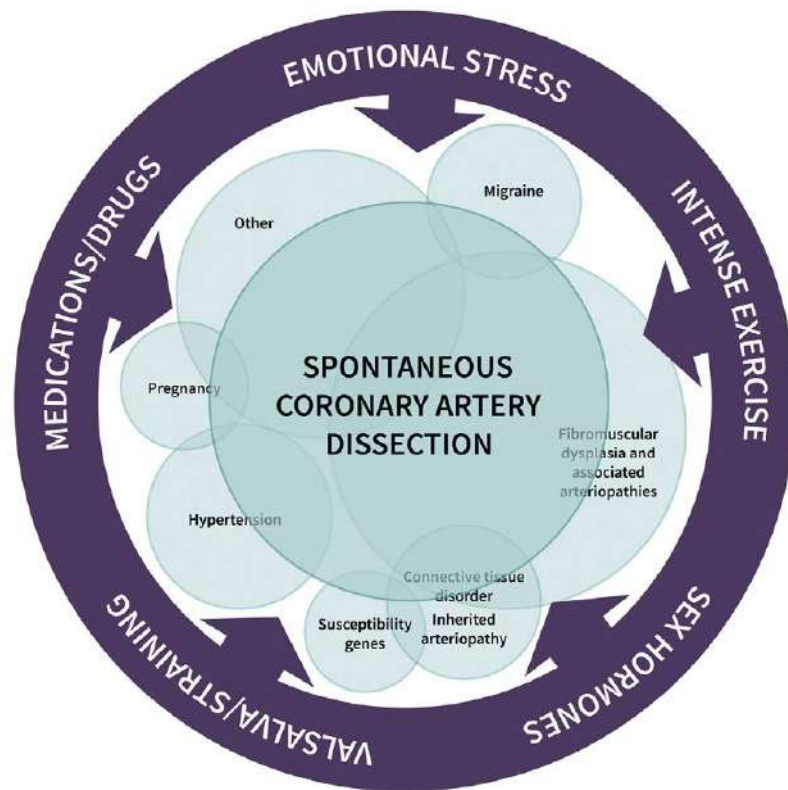 EMOTIONAL STRESS
INTENSE EXERCISE
SEX HORMONES
VALSALVA/STRAINING
MEDICATIONS/DRUGS
Migraine
Other
SPONTANEOUS
CORONARY ARTERY
DISSECTION
Pregnancy
Fibromuscular
dysplasia and
associated
arteriopathies
Hypertension
Connective tissue
disorder
Inherited
arteriopathy
Susceptibility
genes